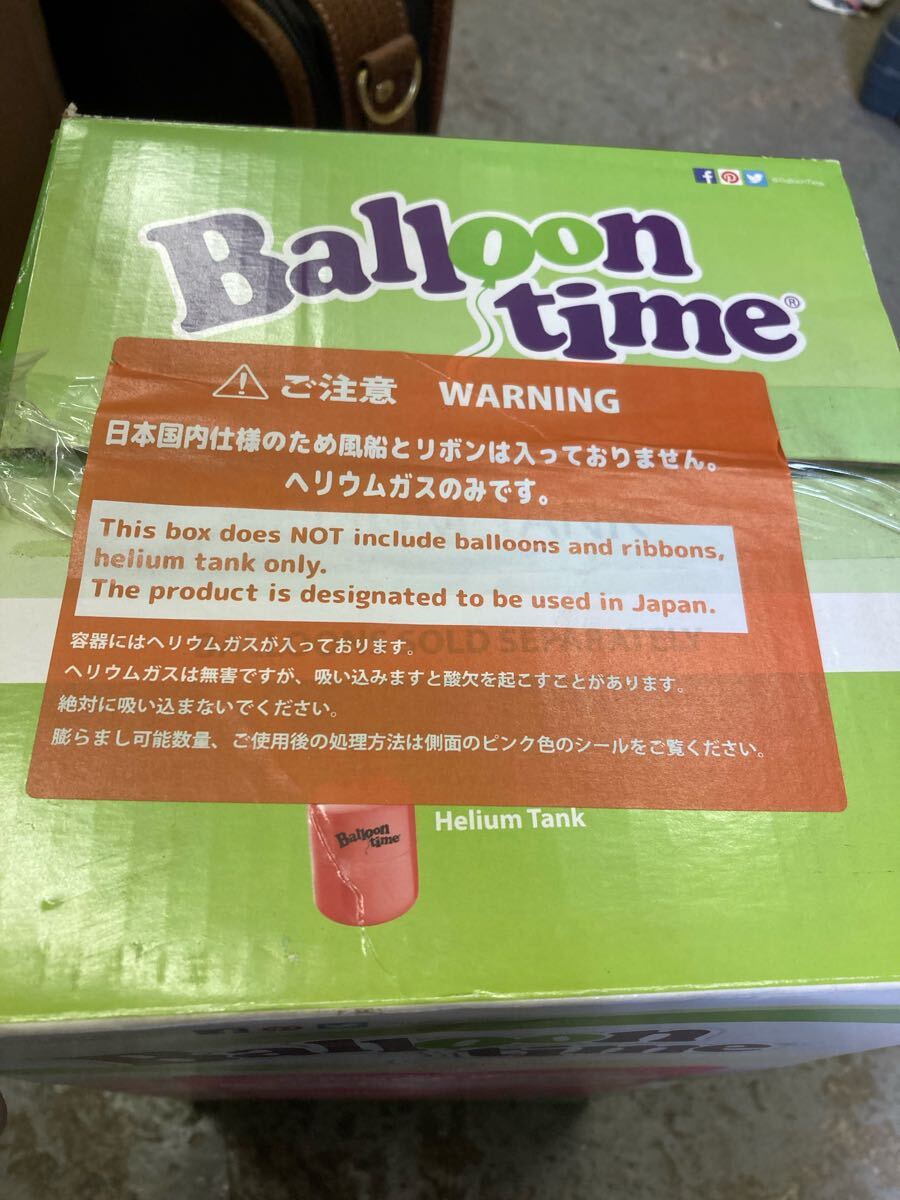 @BalloonTime
Balloon
time®
ご注意 WARNING
日本国内仕様のため風船とリボンは入っておりません。
ヘリウムガスのみです。
This box does NOT include balloons and ribbons,
helium tank only.
The product is designated to be used in Japan.
SOLD SEPARATELY
容器にはヘリウムガスが入っております。
ヘリウムガスは無害ですが、吸い込みますと酸欠を起こすことがあります。
絶対に吸い込まないでください。
膨らまし可能数量、ご使用後の処理方法は側面のピンク色のシールをご覧ください。
Balloon
time
Helium Tank
Balloon time